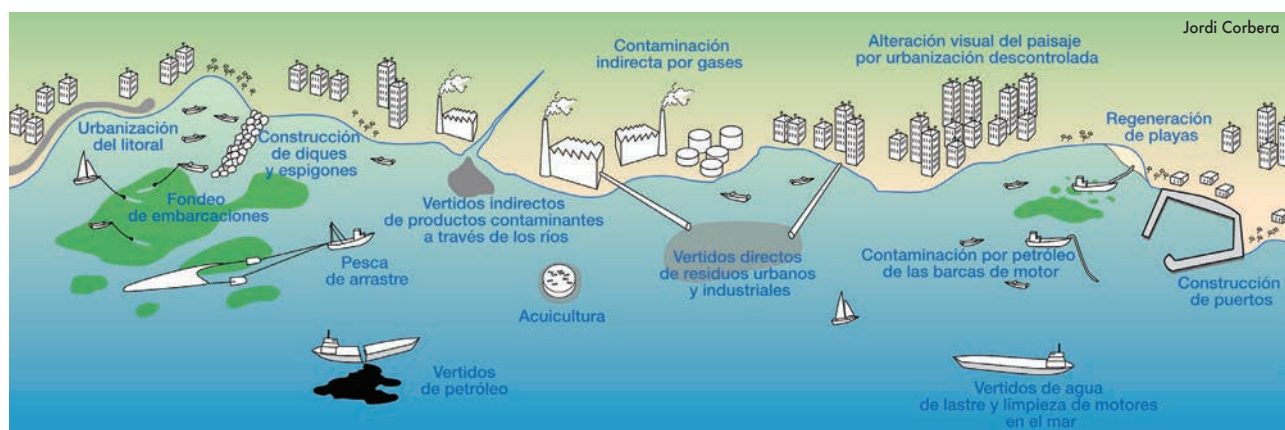 Jordi Corbera
Contaminación
indirecta por gases
Alteración visual del paisaje
por urbanización descontrolada
Urbanización
del litoral
Construcción
de diques
y espigones
Regeneración
de playas
Fondeo
de embarcaciones
Vertidos indirectos
de productos contaminantes
a través de los ríos
Pesca
de arrastre
Vertidos directos
de residuos urbanos
y industriales
Contaminación por petróleo
de las barcas de motor
Construcción
de puertos
Acuicultura
Vertidos
de petróleo
Vertidos de agua
de lastre y limpieza de motores
en el mar